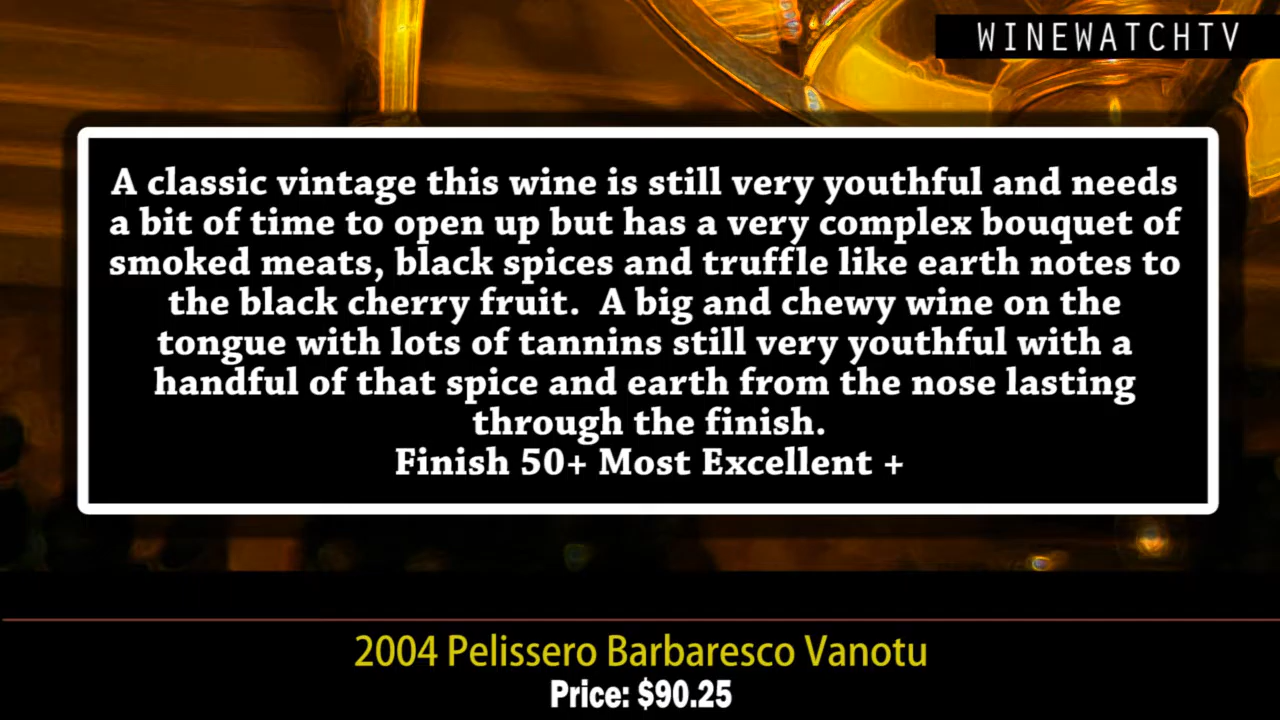 WINEWATCHTV
A classic vintage this wine is still very youthful and needs
a bit of time to open up but has a very complex bouquet of
smoked meats, black spices and truffle like earth notes to
the black cherry fruit.  A big and chewy wine on the
tongue with lots of tannins still very youthful with a
handful of that spice and earth from the nose lasting
through the finish.
Finish 50+ Most Excellent +
2004 Pelissero Barbaresco Vanotu
Price: $90.25